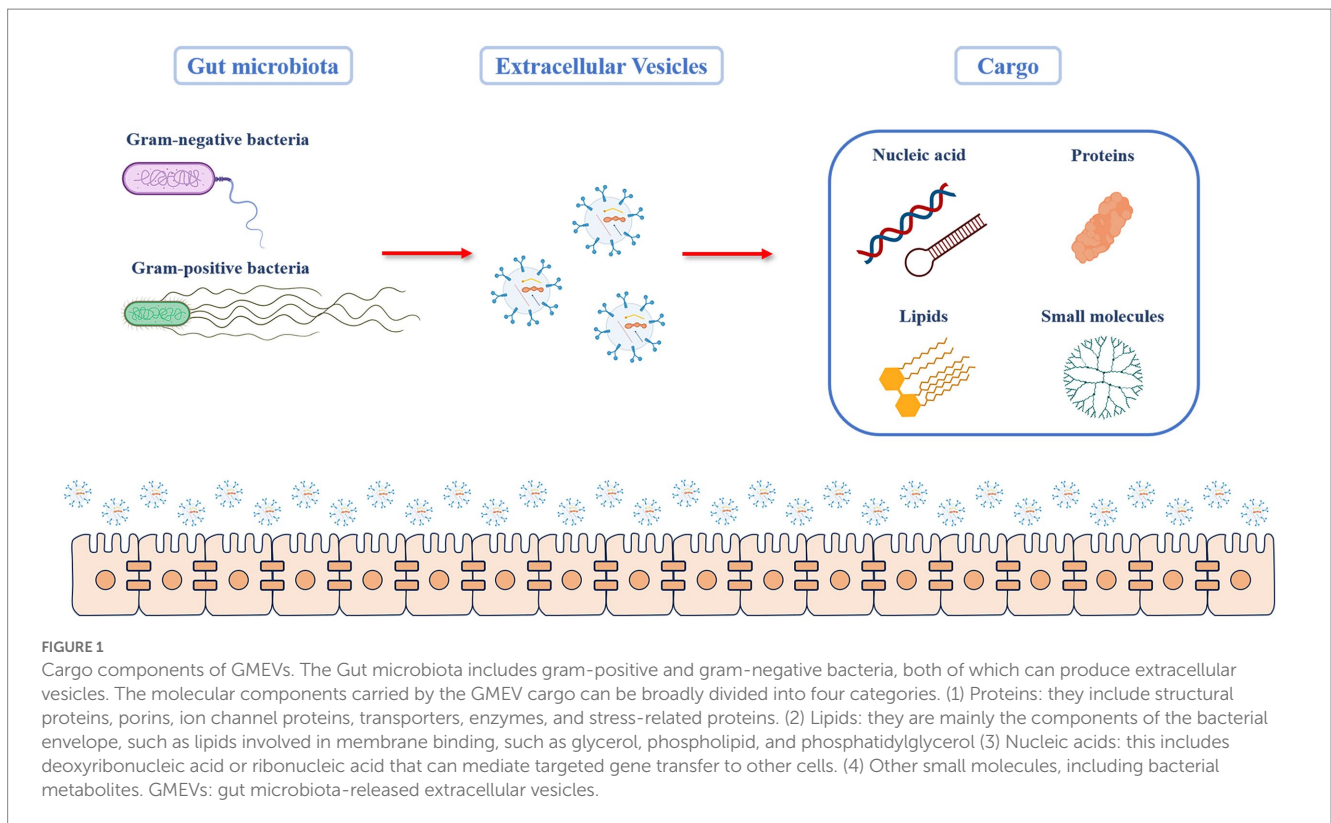 Gut microbiota
Extracellular Vesicles
Cargo
Gram-negative bacteria
Gram-positive bacteria
Nucleic acid
Proteins
Lipids
Small molecules
FIGURE 1
Cargo components of GMEVs. The Gut microbiota includes gram-positive and gram-negative bacteria, both of which can produce extracellular
vesicles. The molecular components carried by the GMEV cargo can be broadly divided into four categories. (1) Proteins: they include structural
proteins, porins, ion channel proteins, transporters, enzymes, and stress-related proteins. (2) Lipids: they are mainly the components of the bacterial
envelope, such as lipids involved in membrane binding, such as glycerol, phospholipid, and phosphatidylglycerol (3) Nucleic acids: this includes
deoxyribonucleic acid or ribonucleic acid that can mediate targeted gene transfer to other cells. (4) Other small molecules, including bacterial
metabolites. GMEVs: gut microbiota-released extracellular vesicles.